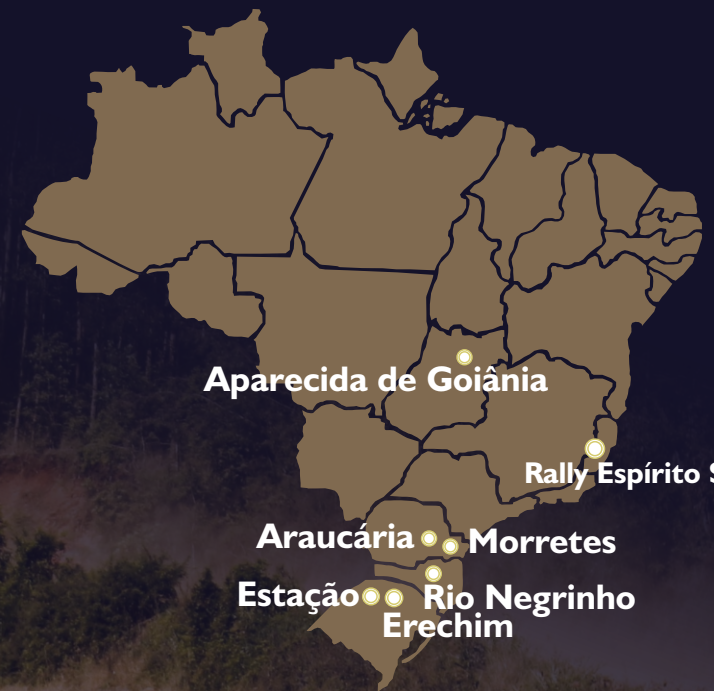 Aparecida de Goiânia
Rally Espírito
Araucária
Morretes
Estação
Rio Negrinho
Erechim